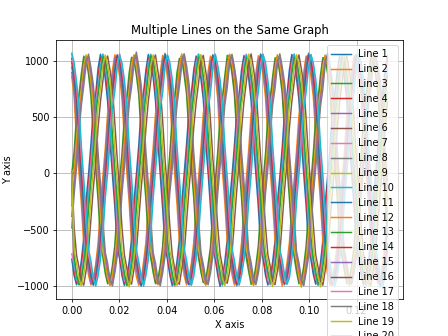 Multiple Lines on the Same Graph
Y axis
1000
500
0
−500
−1000
0.00
0.02
0.04
0.06
0.08
0.10
X axis
Line 1
Line 2
Line 3
Line 4
Line 5
Line 6
Line 7
Line 8
Line 9
Line 10
Line 11
Line 12
Line 13
Line 14
Line 15
Line 16
Line 17
Line 18
Line 19
Line 20